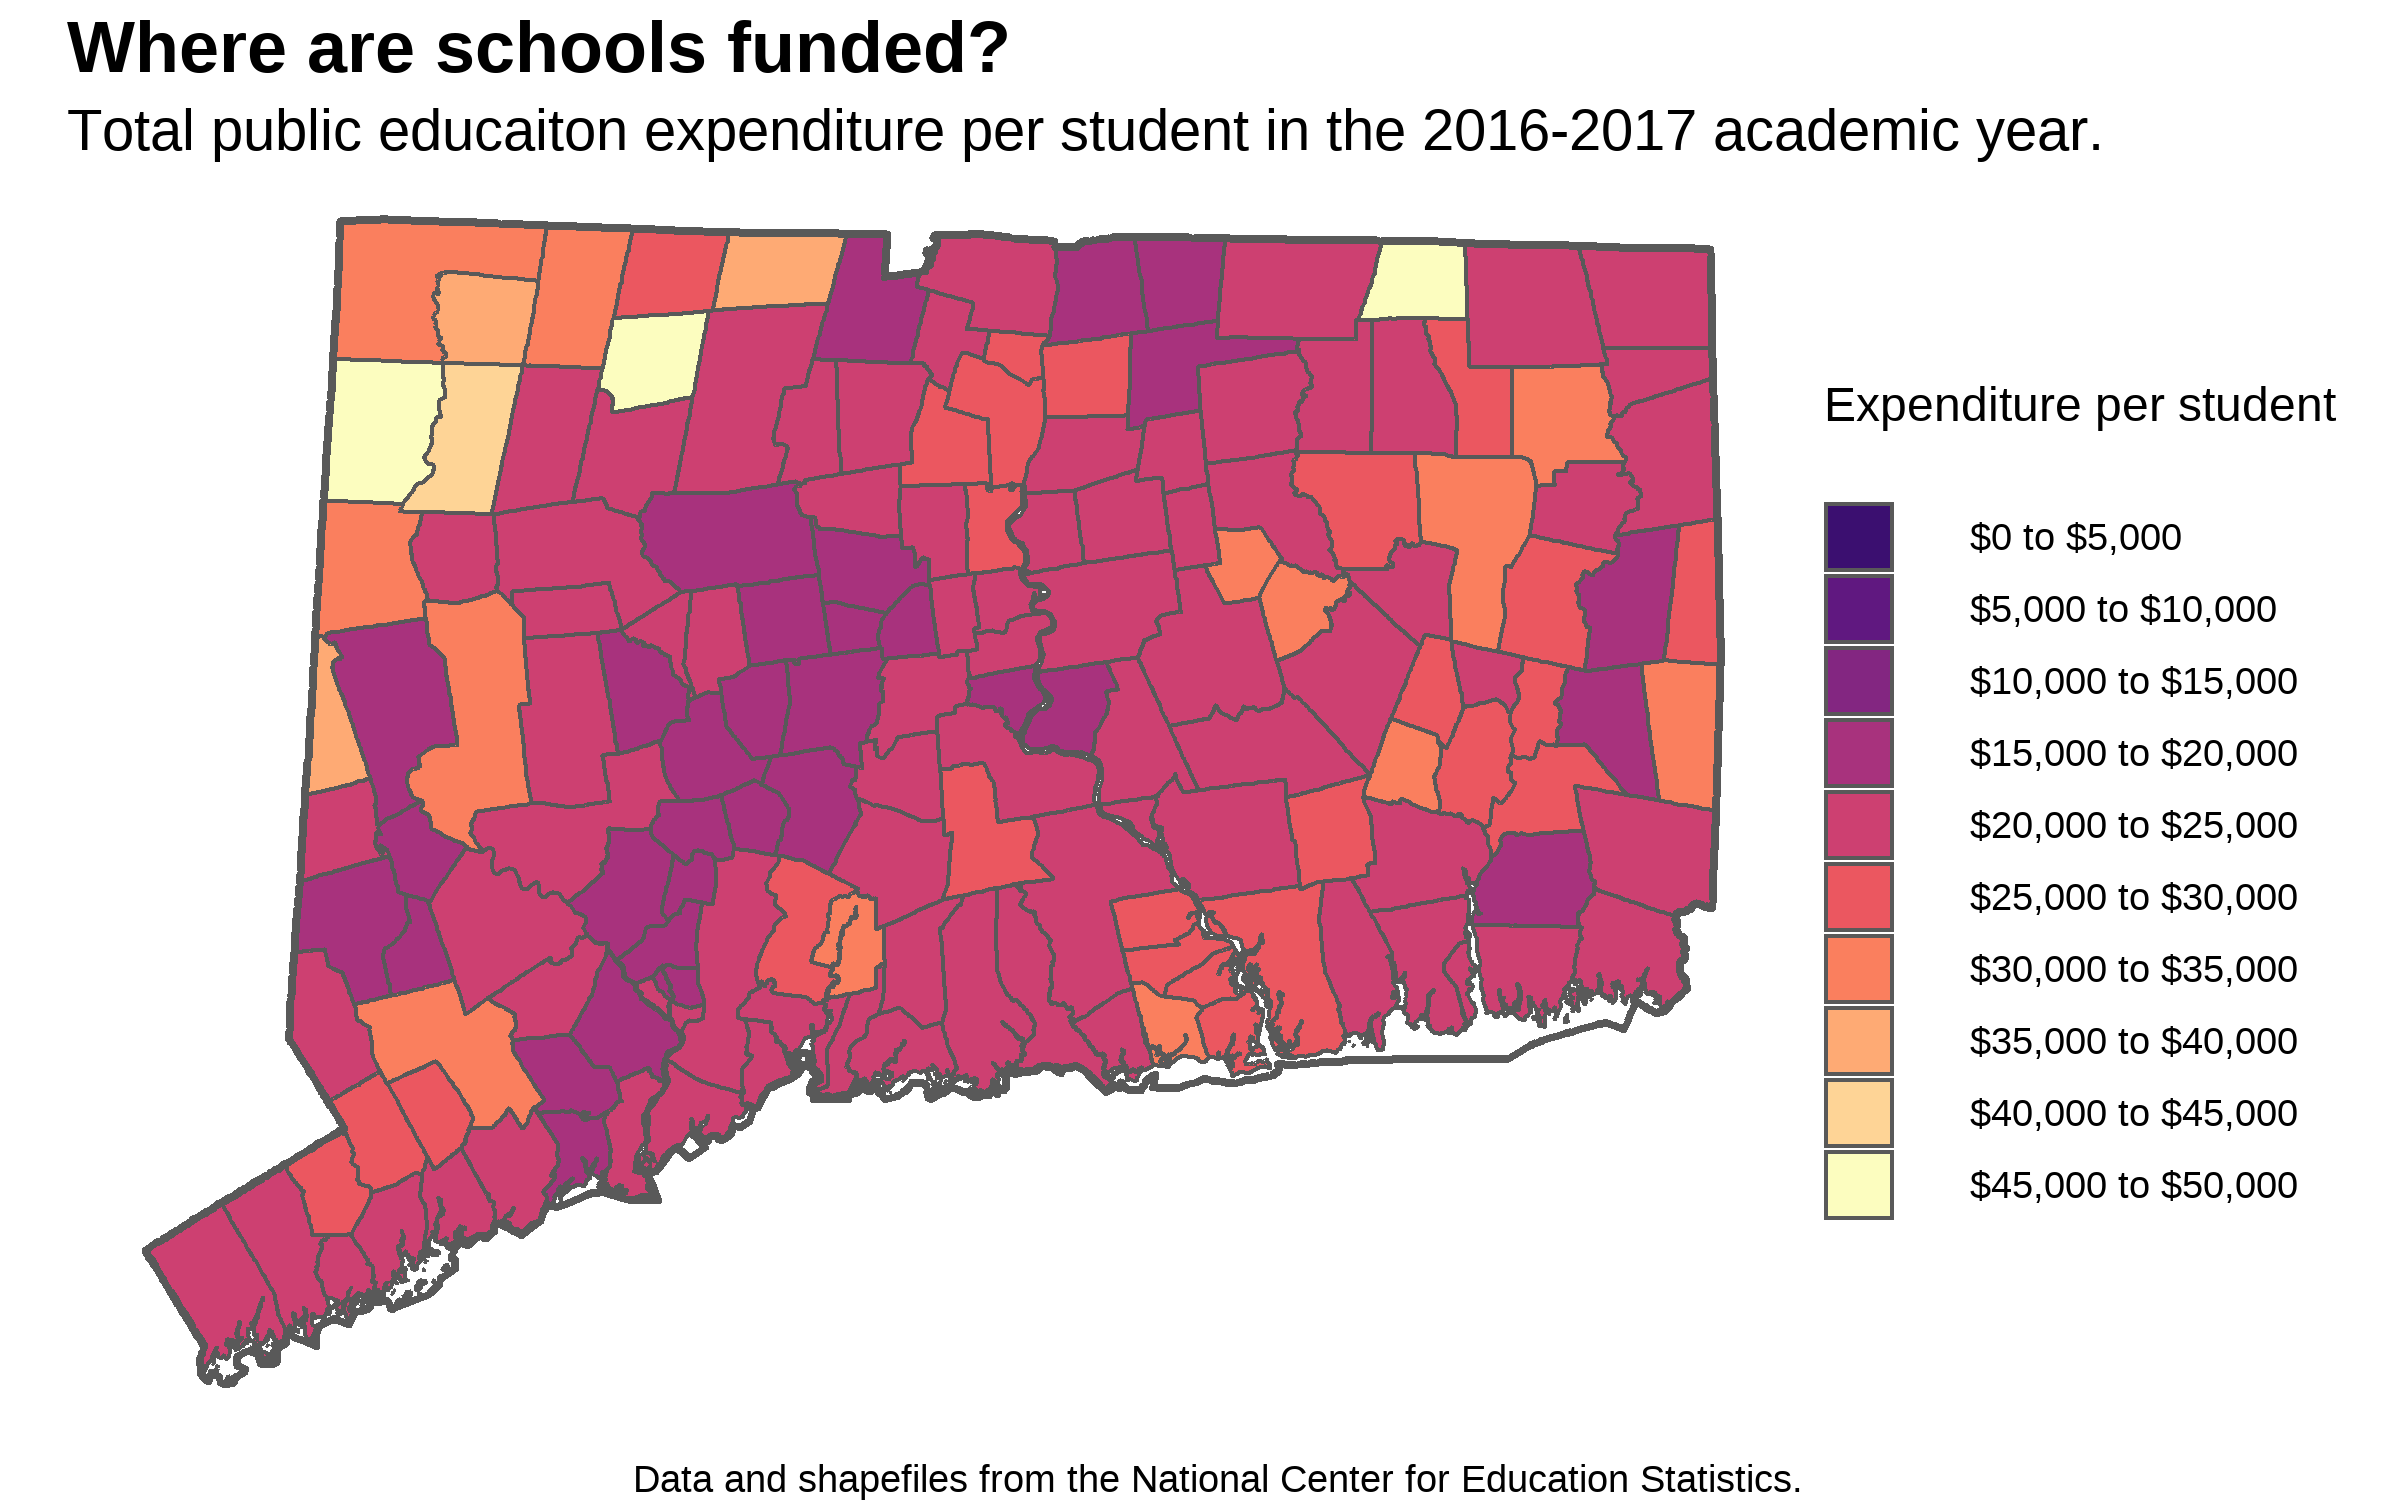 Where are schools funded?
Total public educaiton expenditure per student in the 2016-2017 academic year.
Expenditure per student
$0 to $5,000
$5,000 to $10,000
$10,000 to $15,000
$15,000 to $20,000
$20,000 to $25,000
$25,000 to $30,000
$30,000 to $35,000
$35,000 to $40,000
$40,000 to $45,000
$45,000 to $50,000
Data and shapefiles from the National Center for Education Statistics.